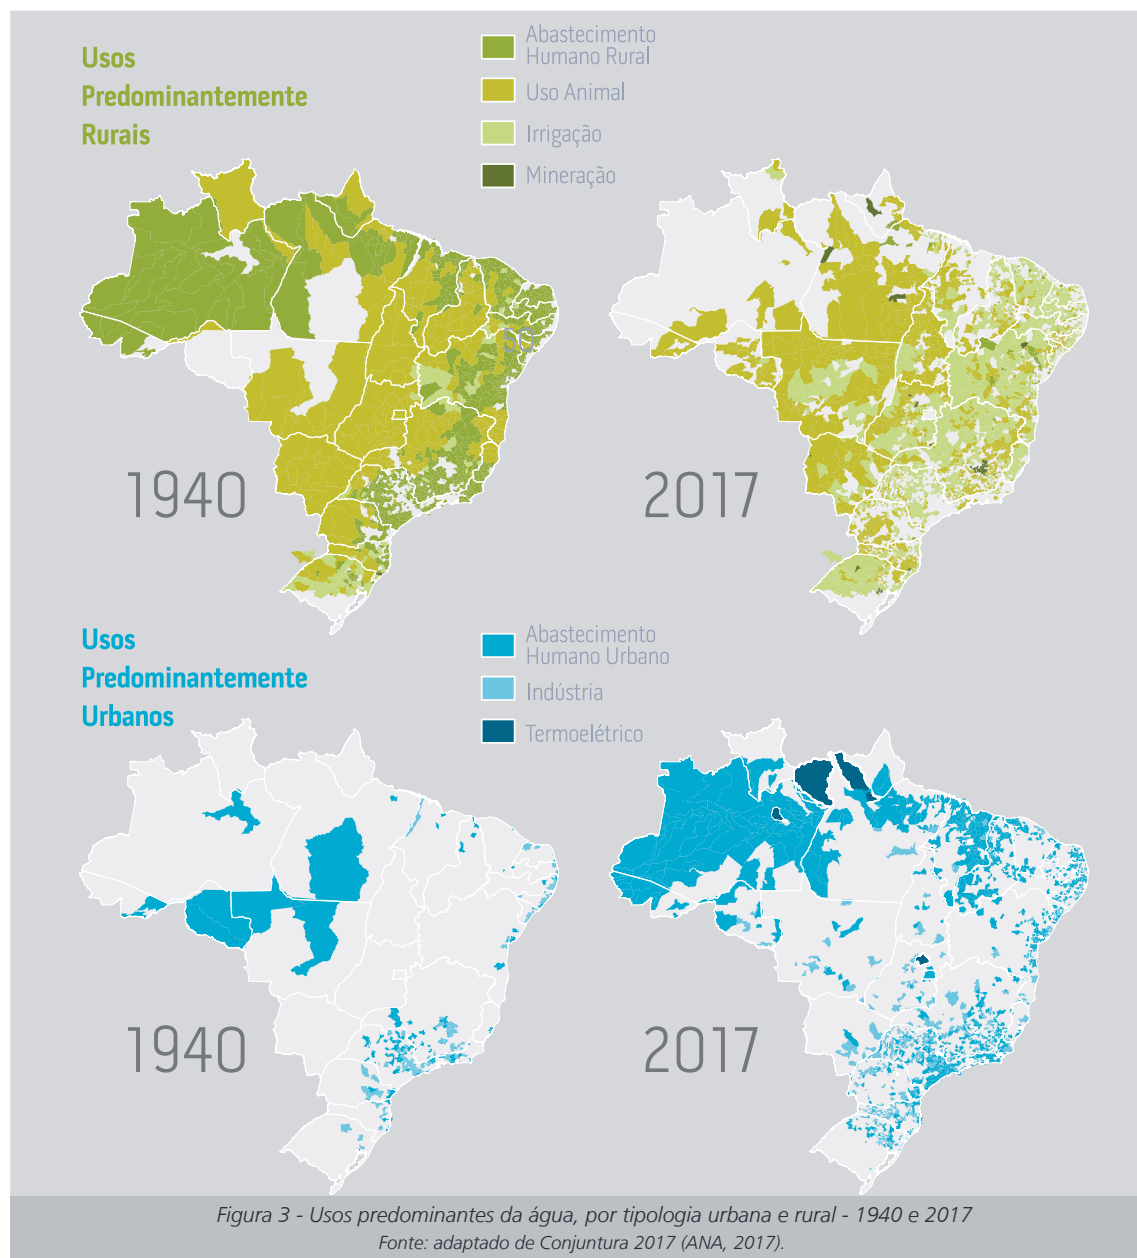 Usos
Predominantemente
Rurais
Abastecimento
Humano Rural
Uso Animal
Irrigação
Mineração
SG
1940
2017
Usos
Predominantemente
Urbanos
Abastecimento
Humano Urbano
Indústria
Termoelétrico
1940
2017
Figura 3 - Usos predominantes da água, por tipologia urbana e rural - 1940 e 2017
Fonte: adaptado de Conjuntura 2017 (ANA, 2017).